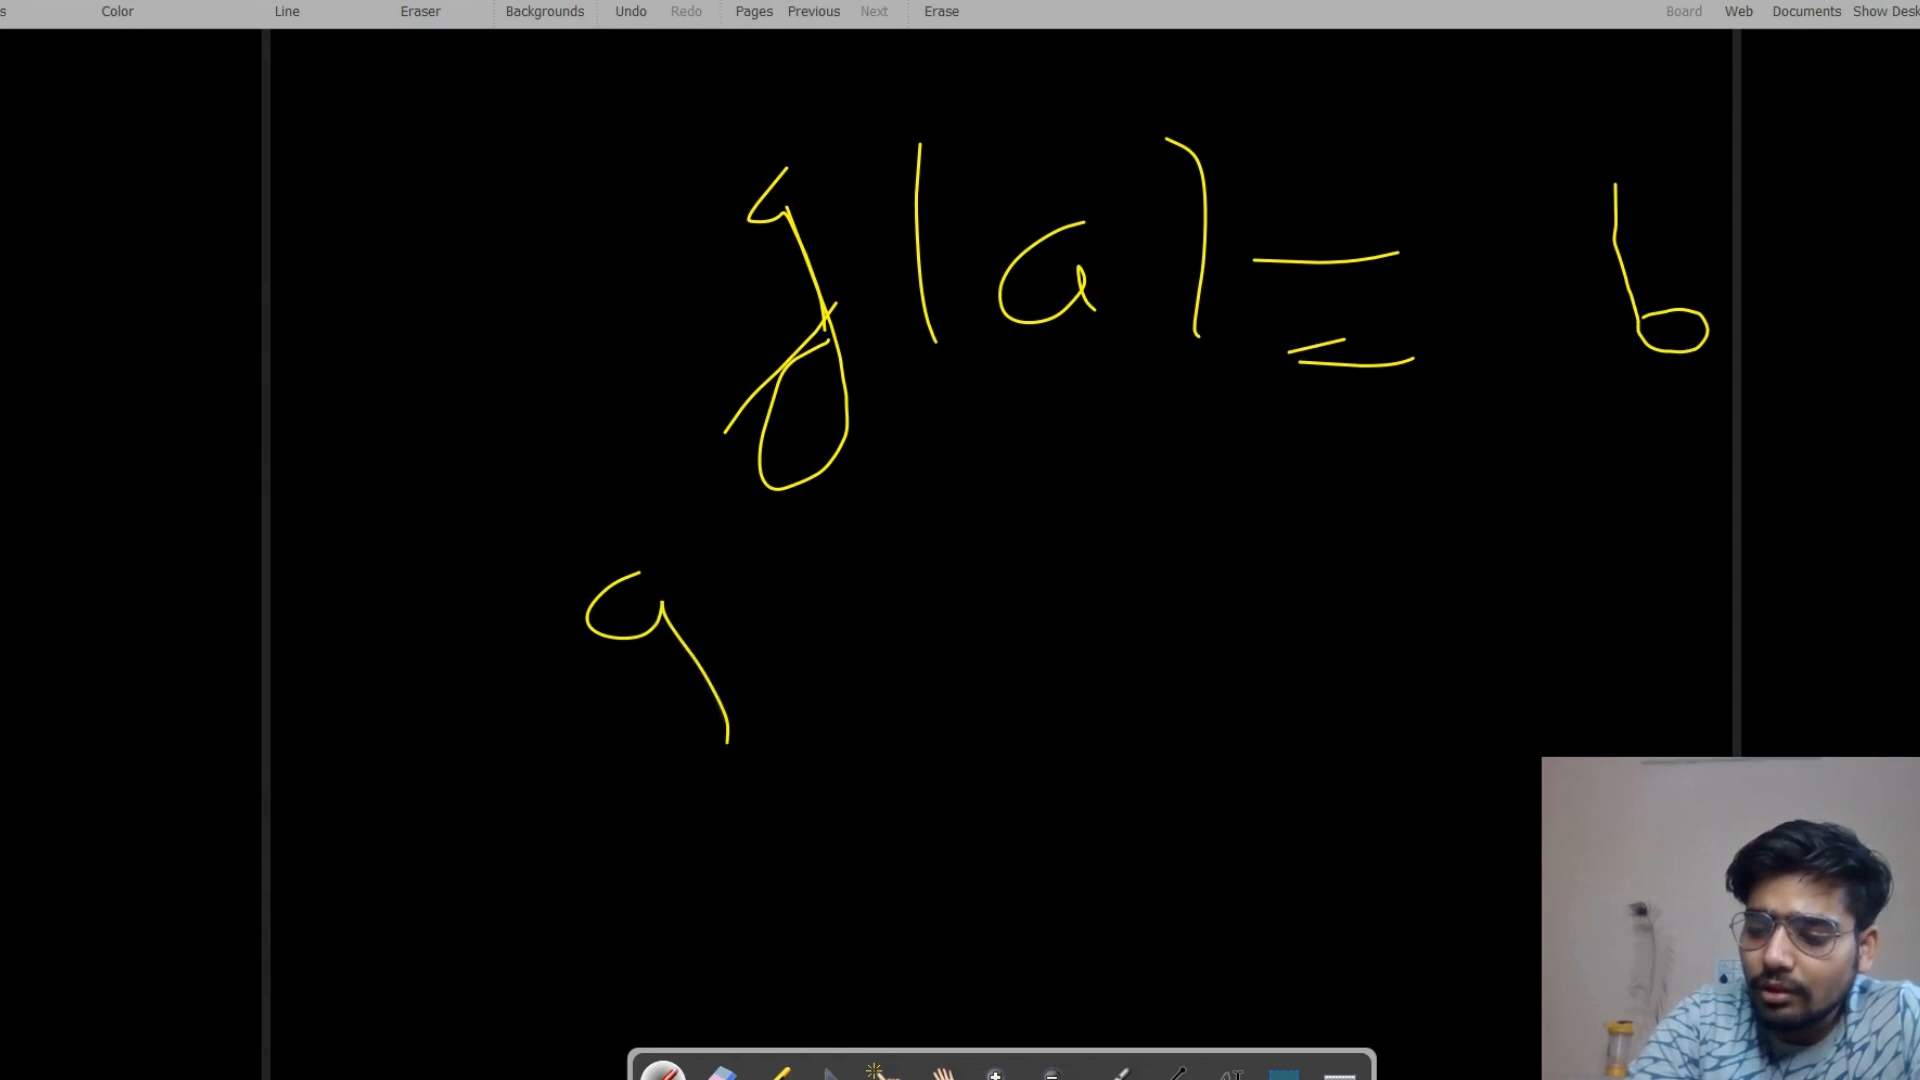 s Color Line Eraser Backgrounds Undo Redo Pages Previous Next Erase Board Web Documents Show Desk
g(a) = b
g